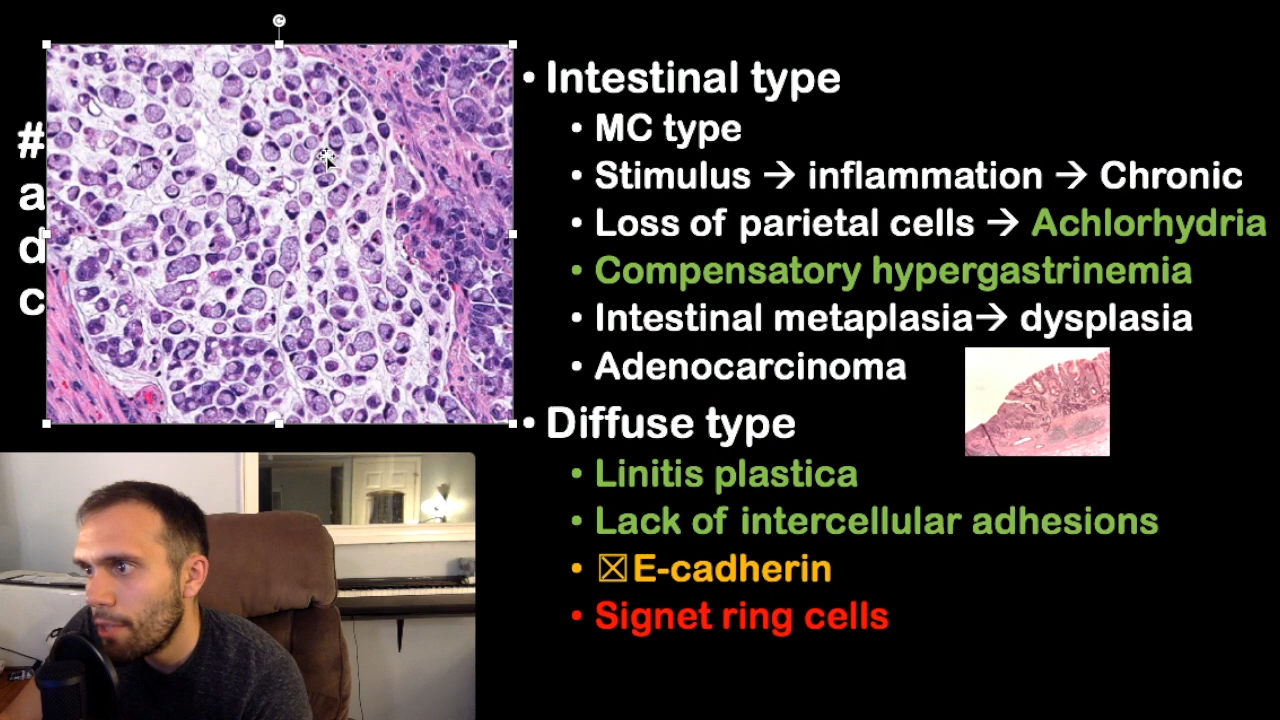 #
a
d
c
• Intestinal type
• MC type
• Stimulus → inflammation → Chronic
• Loss of parietal cells → Achlorhydria
• Compensatory hypergastrinemia
• Intestinal metaplasia→ dysplasia
• Adenocarcinoma
• Diffuse type
• Linitis plastica
• Lack of intercellular adhesions
• ☒E-cadherin
• Signet ring cells